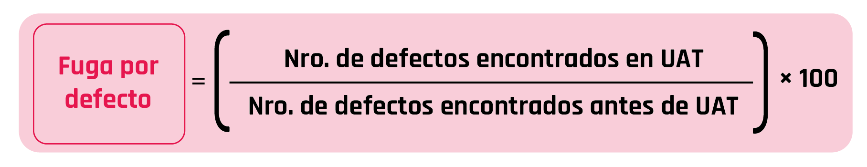 Fuga por
defecto
=
Nro. de defectos encontrados en UAT
Nro. de defectos encontrados antes de UAT
× 100